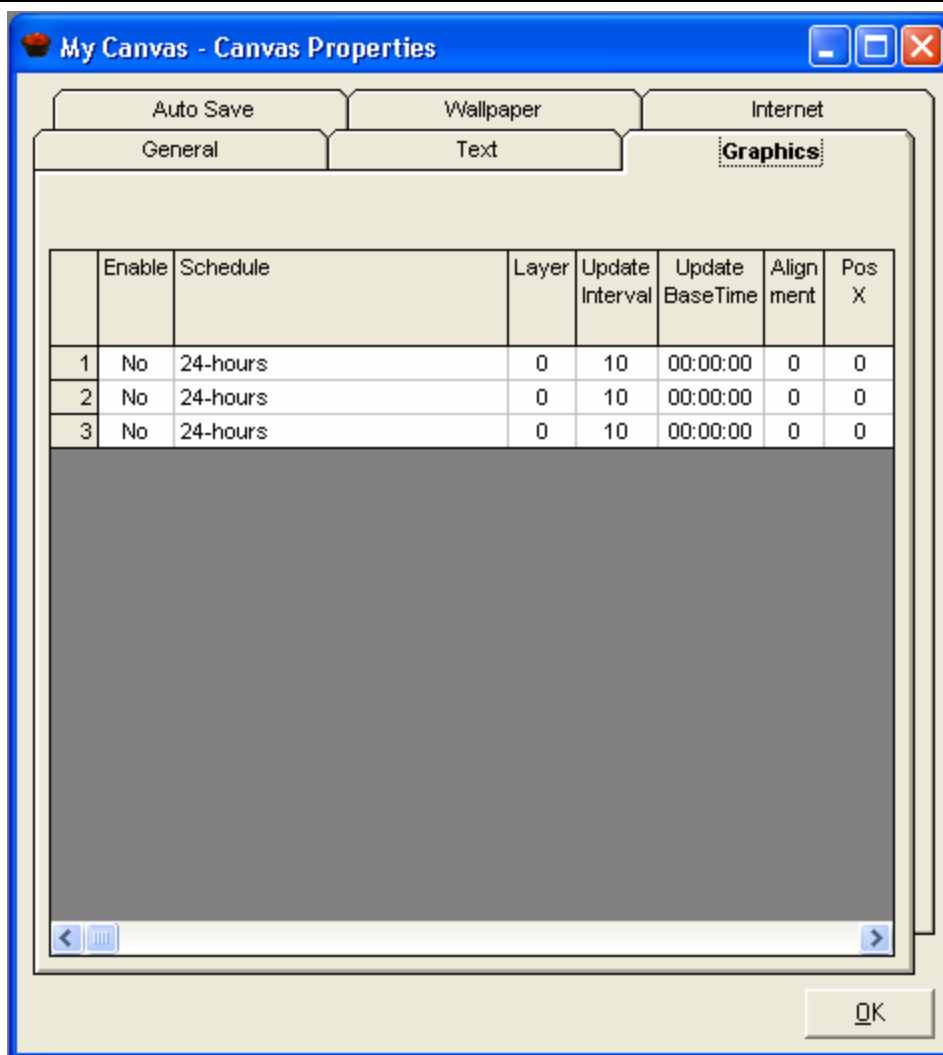 My Canvas - Canvas Properties
Auto Save Wallpaper Internet
General Text Graphics
Enable Schedule Layer Update Interval Update BaseTime Align ment Pos X
1 No 24-hours 0 10 00:00:00 0 0
2 No 24-hours 0 10 00:00:00 0 0
3 No 24-hours 0 10 00:00:00 0 0
OK